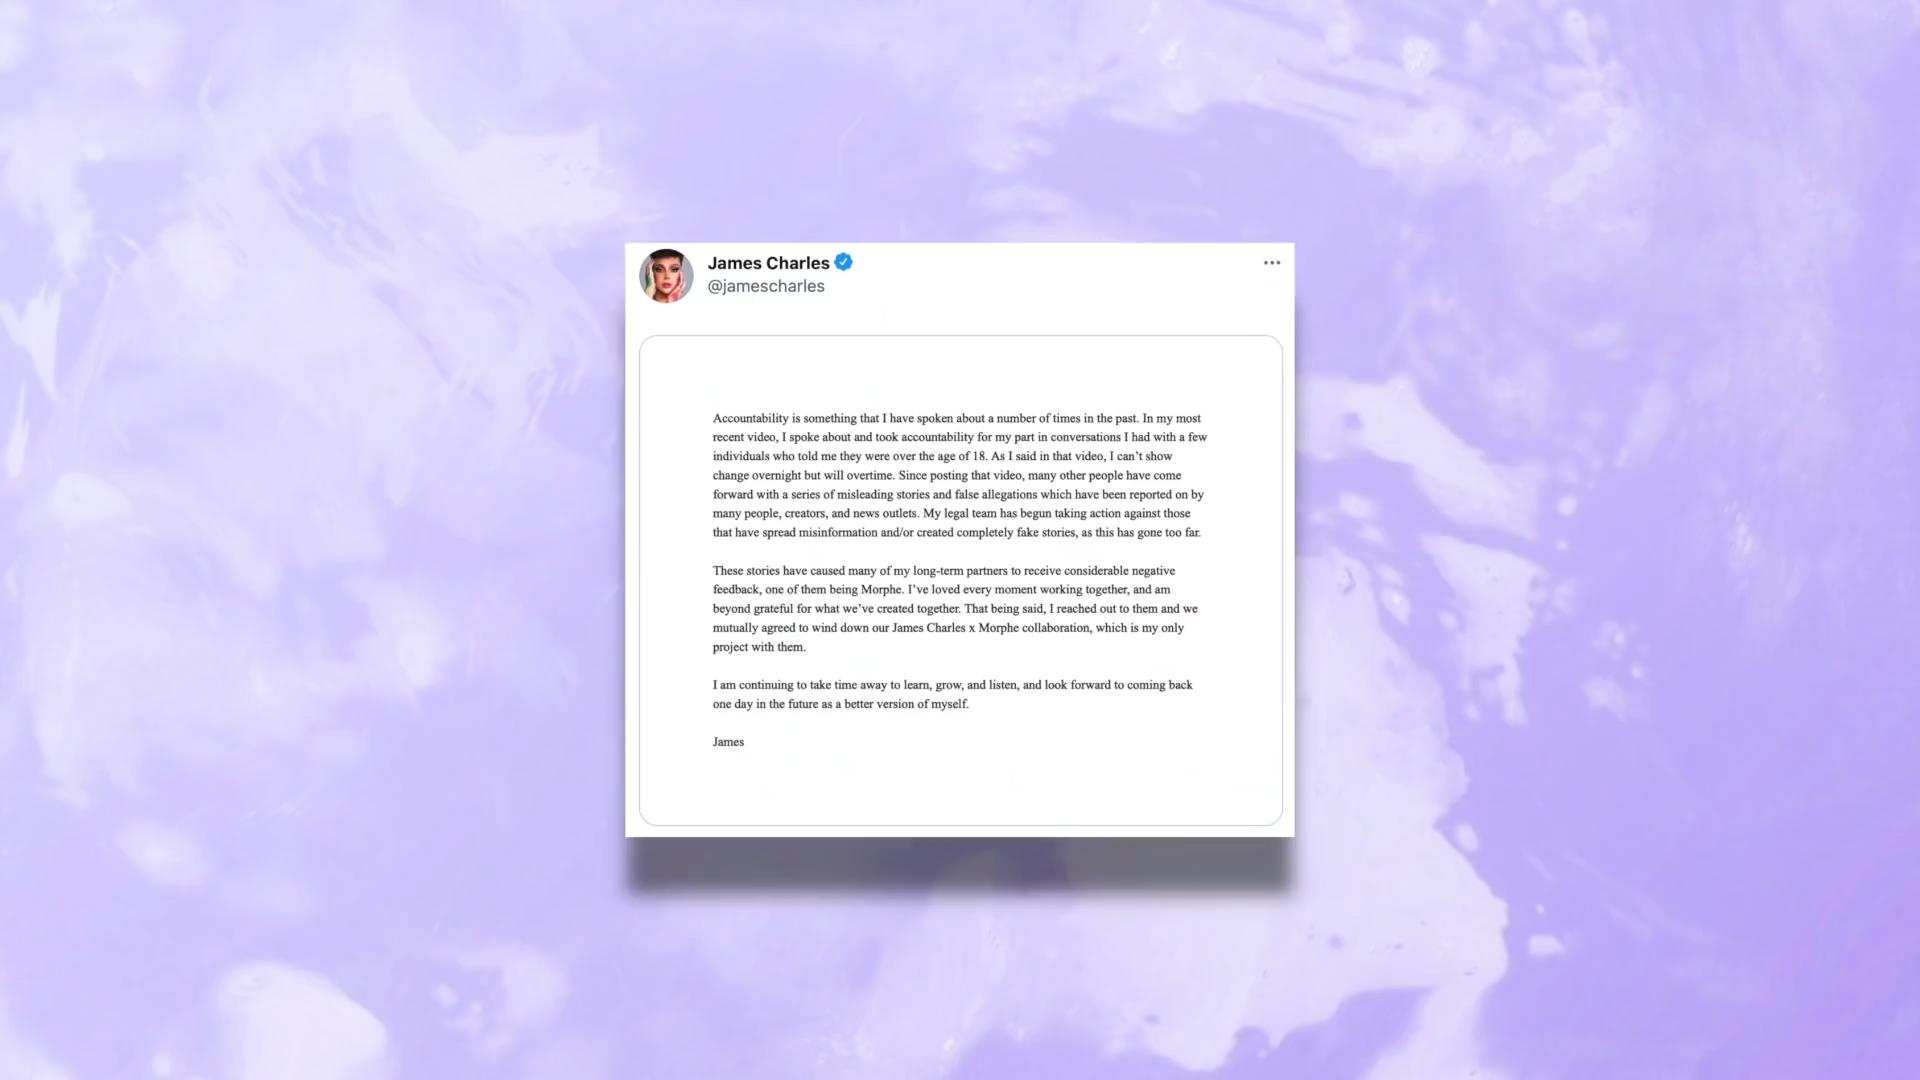 James Charles
@jamescharles
Accountability is something that I have spoken about a number of times in the past. In my most
recent video, I spoke about and took accountability for my part in conversations I had with a few
individuals who told me they were over the age of 18. As I said in that video, I can’t show
change overnight but will overtime. Since posting that video, many other people have come
forward with a series of misleading stories and false allegations which have been reported on by
many people, creators, and news outlets. My legal team has begun taking action against those
that have spread misinformation and/or created completely fake stories, as this has gone too far.
These stories have caused many of my long-term partners to receive considerable negative
feedback, one of them being Morphe. I’ve loved every moment working together, and am
beyond grateful for what we’ve created together. That being said, I reached out to them and we
mutually agreed to wind down our James Charles x Morphe collaboration, which is my only
project with them.
I am continuing to take time away to learn, grow, and listen, and look forward to coming back
one day in the future as a better version of myself.
James